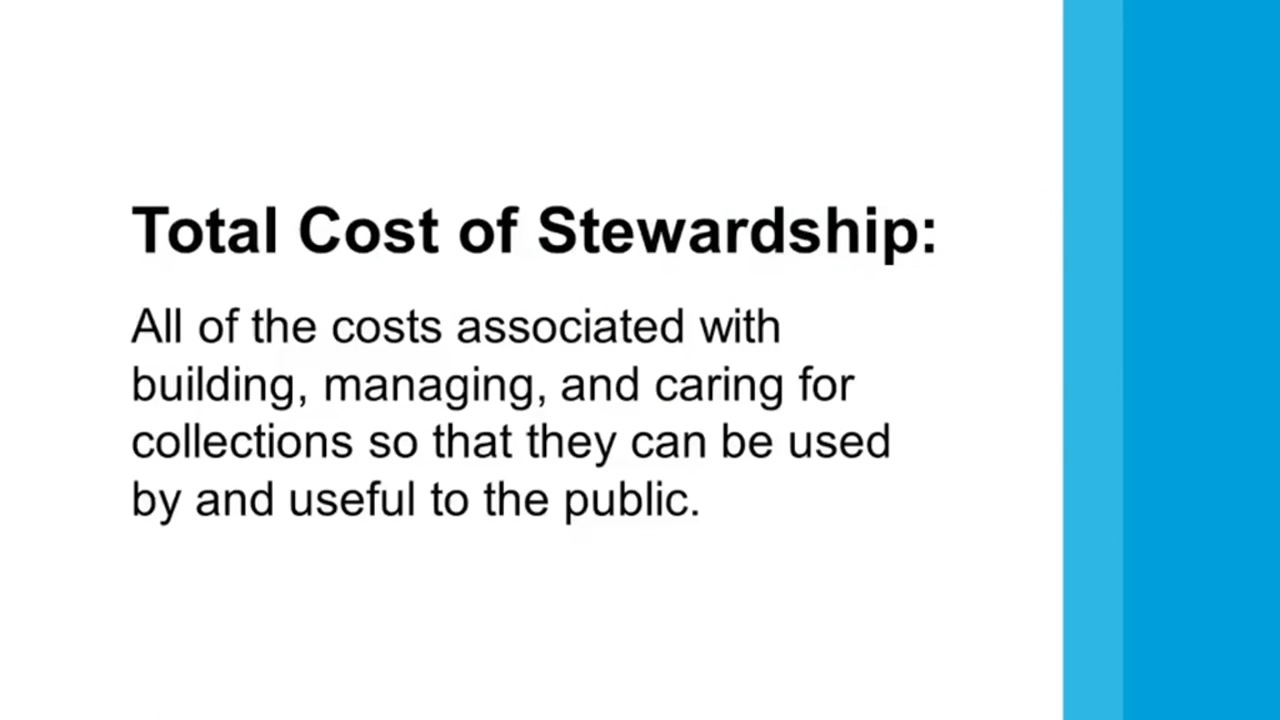 Total Cost of Stewardship:
All of the costs associated with
building, managing, and caring for
collections so that they can be used
by and useful to the public.